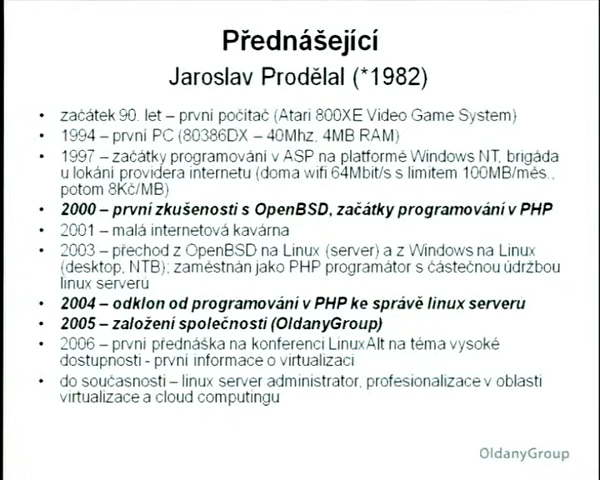 Přednášející
Jaroslav Prodělal (*1982)
• začátek 90. let – první počítač (Atari 800XE Video Game System)
• 1994 – první PC (80386DX – 40Mhz, 4MB RAM)
• 1997 – začátky programování v ASP na platformě Windows NT, brigáda
u lokání providera internetu (doma wifi 64Mbit/s s limitem 100MB/měs.,
potom 8Kč/MB)
• 2000 – první zkušenosti s OpenBSD, začátky programování v PHP
• 2001 – malá internetová kavárna
• 2003 – přechod z OpenBSD na Linux (server) a z Windows na Linux
(desktop, NTB); zaměstnán jako PHP programátor s částečnou údržbou
linux serverů
• 2004 – odklon od programování v PHP ke správě linux serveru
• 2005 – založení společnosti (OldanyGroup)
• 2006 – první přednáška na konferenci LinuxAlt na téma vysoké
dostupnosti - první informace o virtualizaci
• do současnosti – linux server administrator, profesionalizace v oblasti
virtualizace a cloud computingu
OldanyGroup